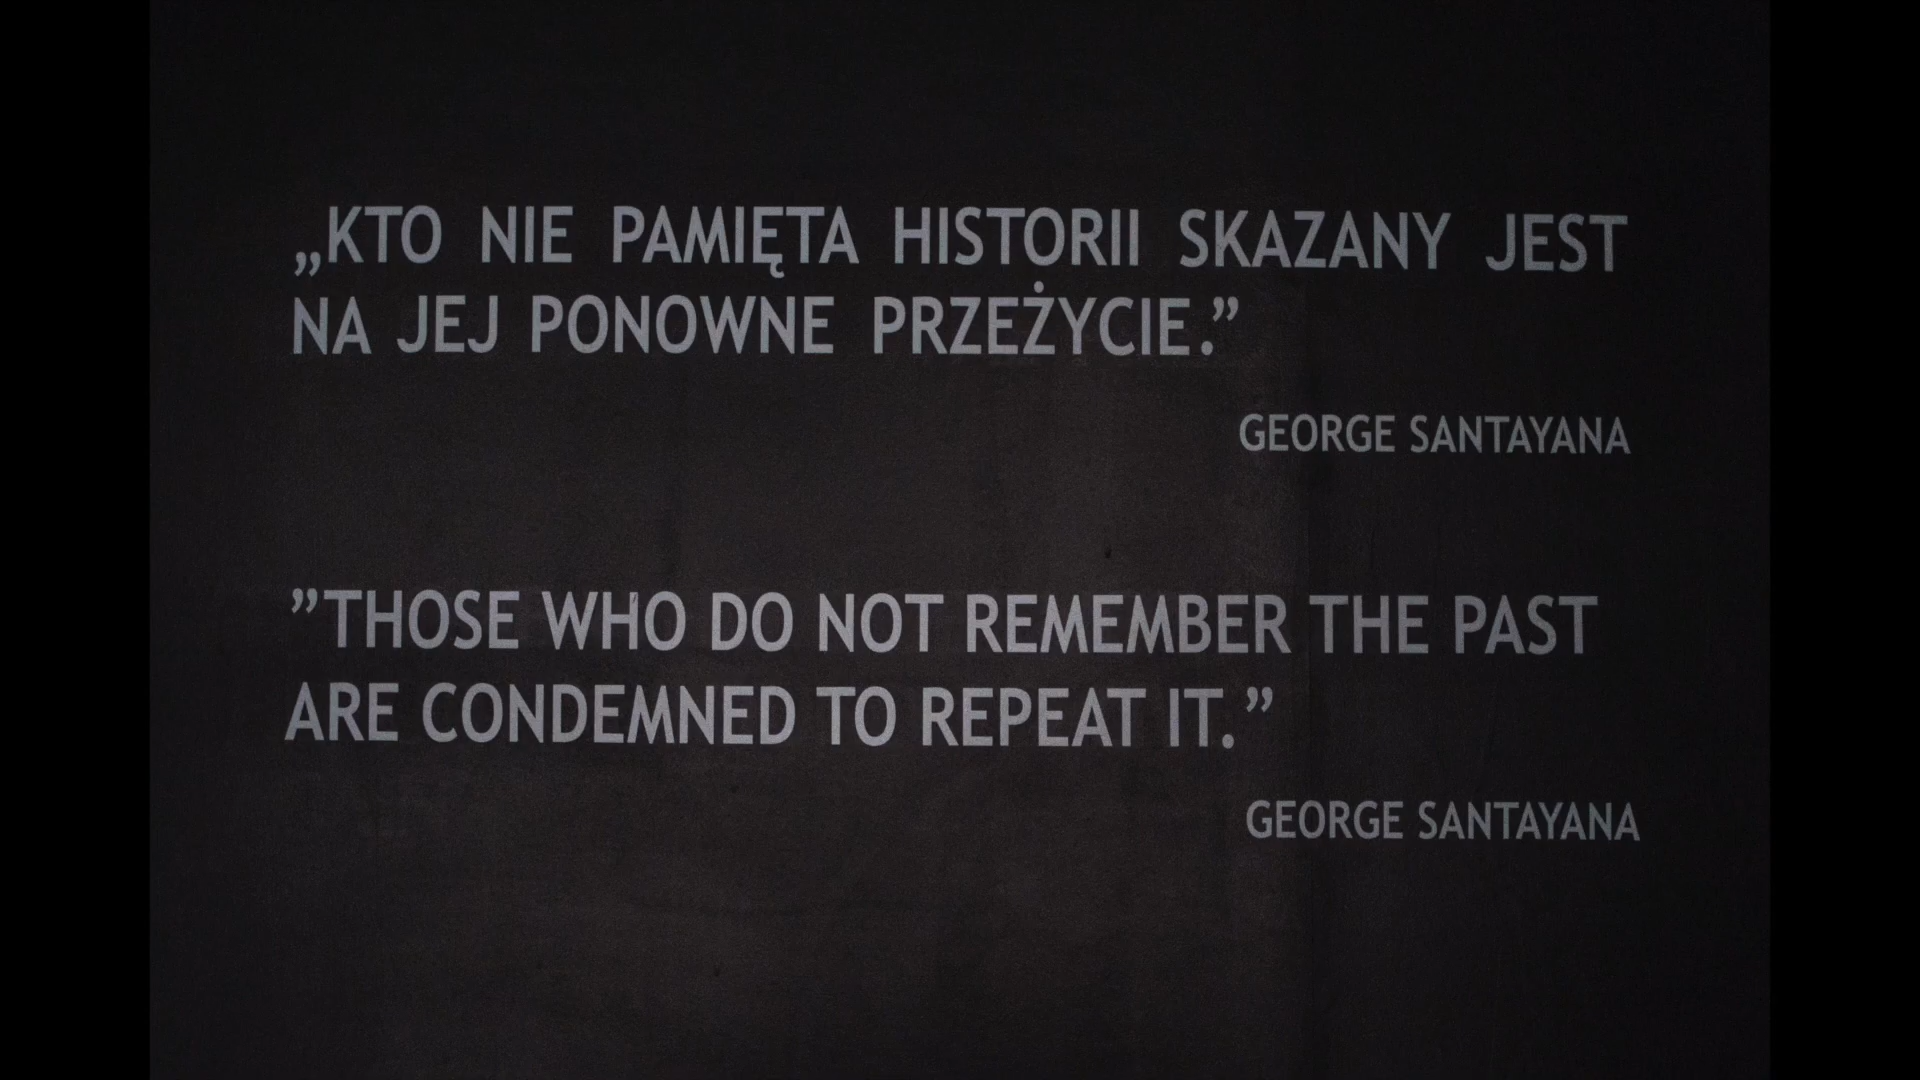 „KTO NIE PAMIĘTA HISTORII SKAZANY JEST
NA JEJ PONOWNE PRZEŻYCIE.”
GEORGE SANTAYANA
”THOSE WHO DO NOT REMEMBER THE PAST
ARE CONDEMNED TO REPEAT IT.”
GEORGE SANTAYANA